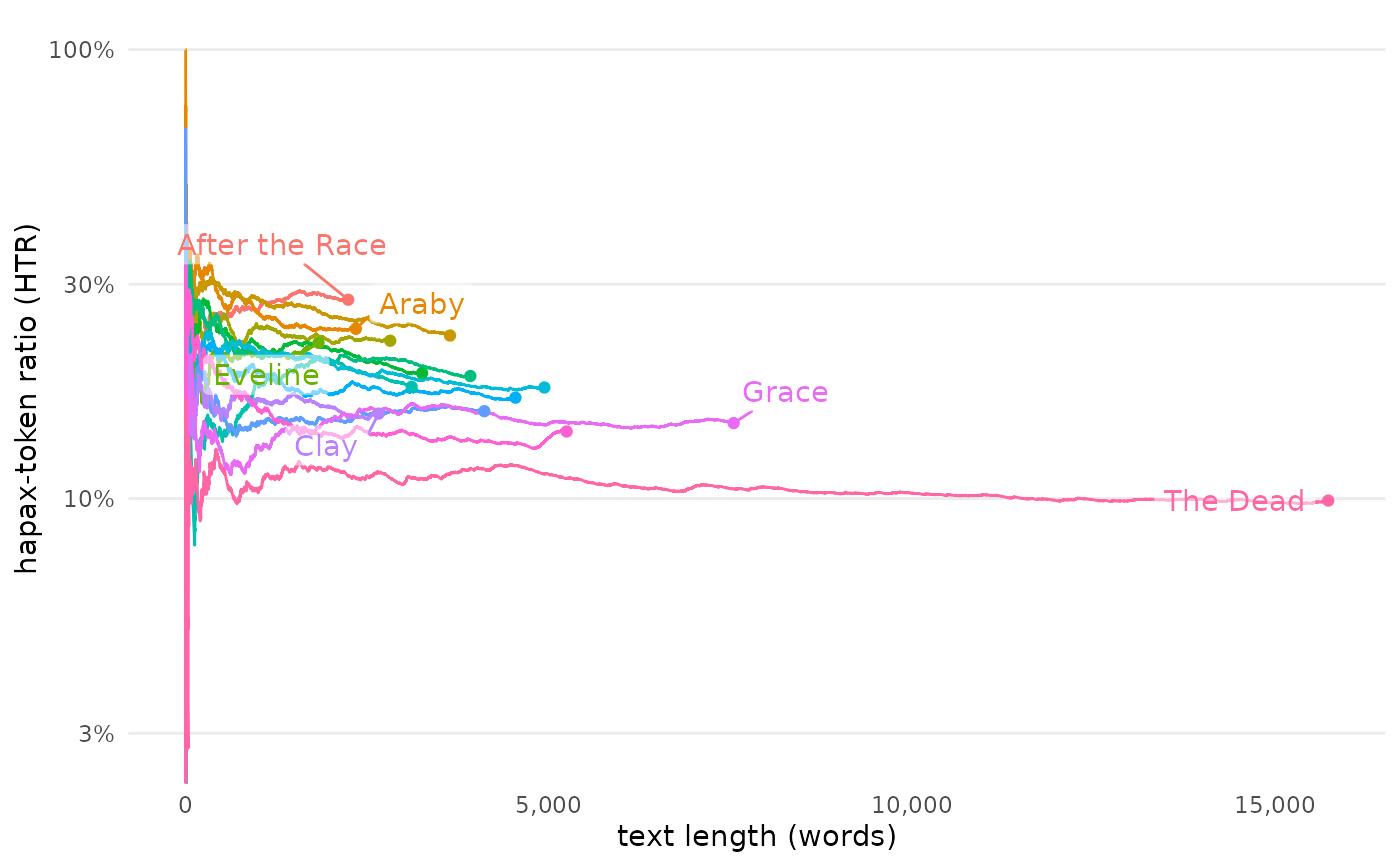 100%
30%
10%
3%
hapax-token ratio (HTR)
After the Race
Araby
Eveline
Clay
Grace
The Dead
0
5,000
10,000
15,000
text length (words)